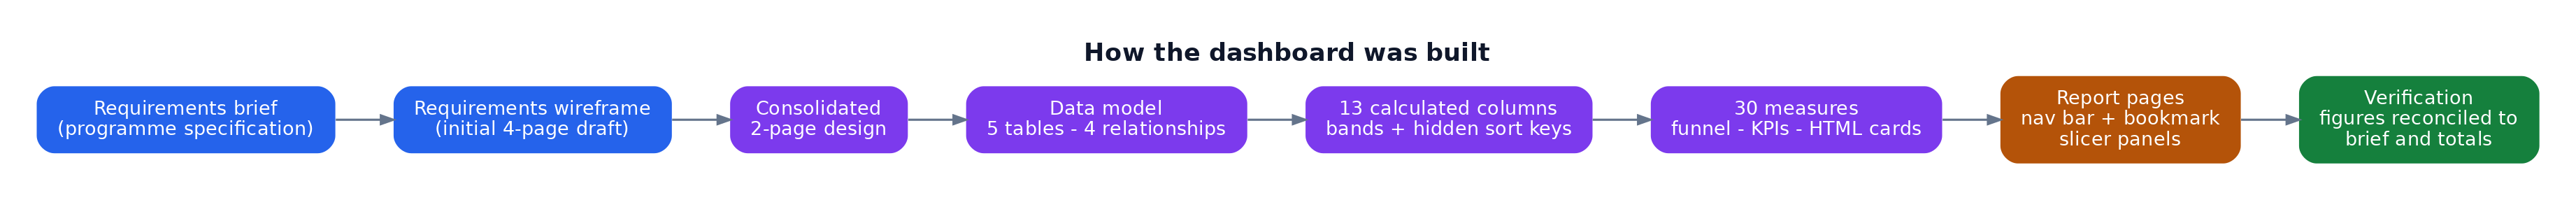 How the dashboard was built
Requirements brief
(programme specification)
Requirements wireframe
(initial 4-page draft)
Consolidated
2-page design
Data model
5 tables - 4 relationships
13 calculated columns
bands + hidden sort keys
30 measures
funnel - KPIs - HTML cards
Report pages
nav bar + bookmark
slicer panels
Verification
figures reconciled to
brief and totals